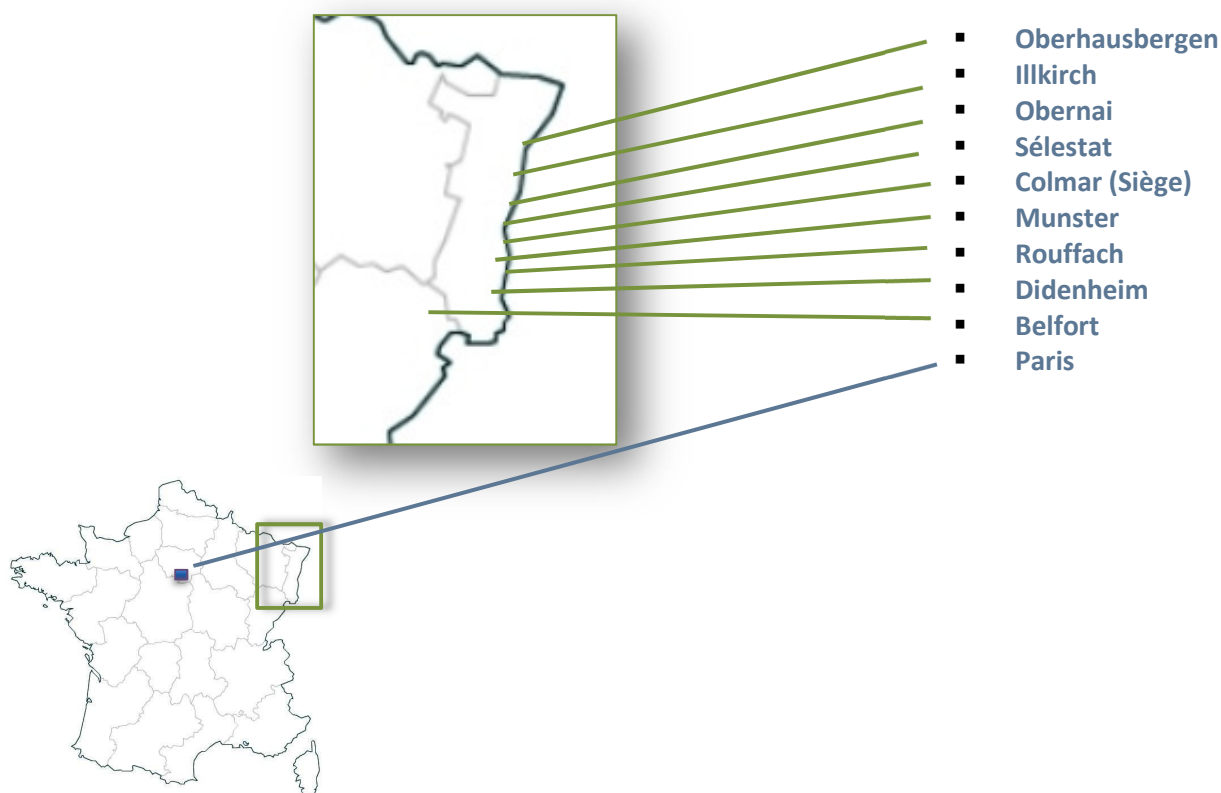 ▪ Oberhausbergen
▪ Illkirch
▪ Obernai
▪ Sélestat
▪ Colmar (Siège)
▪ Munster
▪ Rouffach
▪ Didenheim
▪ Belfort
▪ Paris